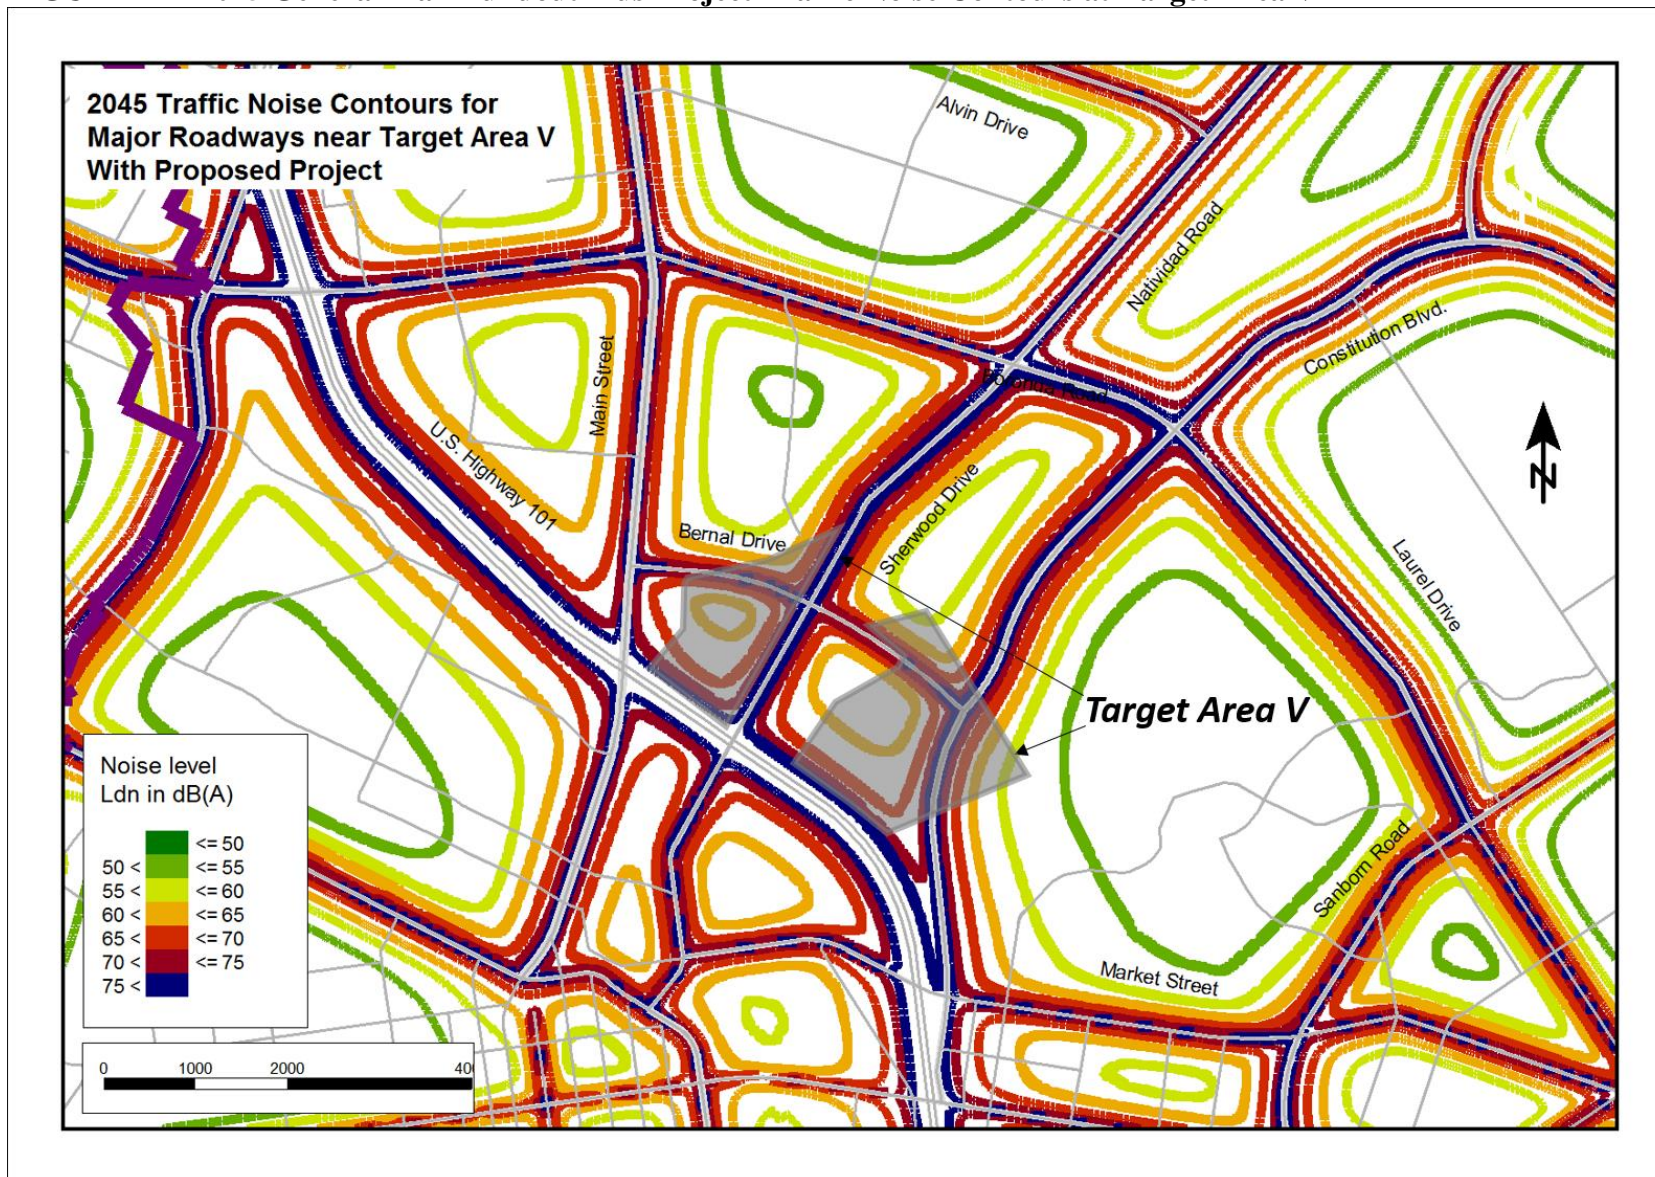 2045 Traffic Noise Contours for
Major Roadways near Target Area V
With Proposed Project
Alvin Drive
Natividad Road
Constitution Blvd.
Main Street
Road
U.S. Highway 101
Bernal Drive
Sherwood Drive
Laurel Drive
N
Target Area V
Sanborn Road
Market Street
Noise level
Ldn in dB(A)
<= 50
50 < <= 55
55 < <= 60
60 < <= 65
65 < <= 70
70 < <= 75
75 <
0 1000 2000